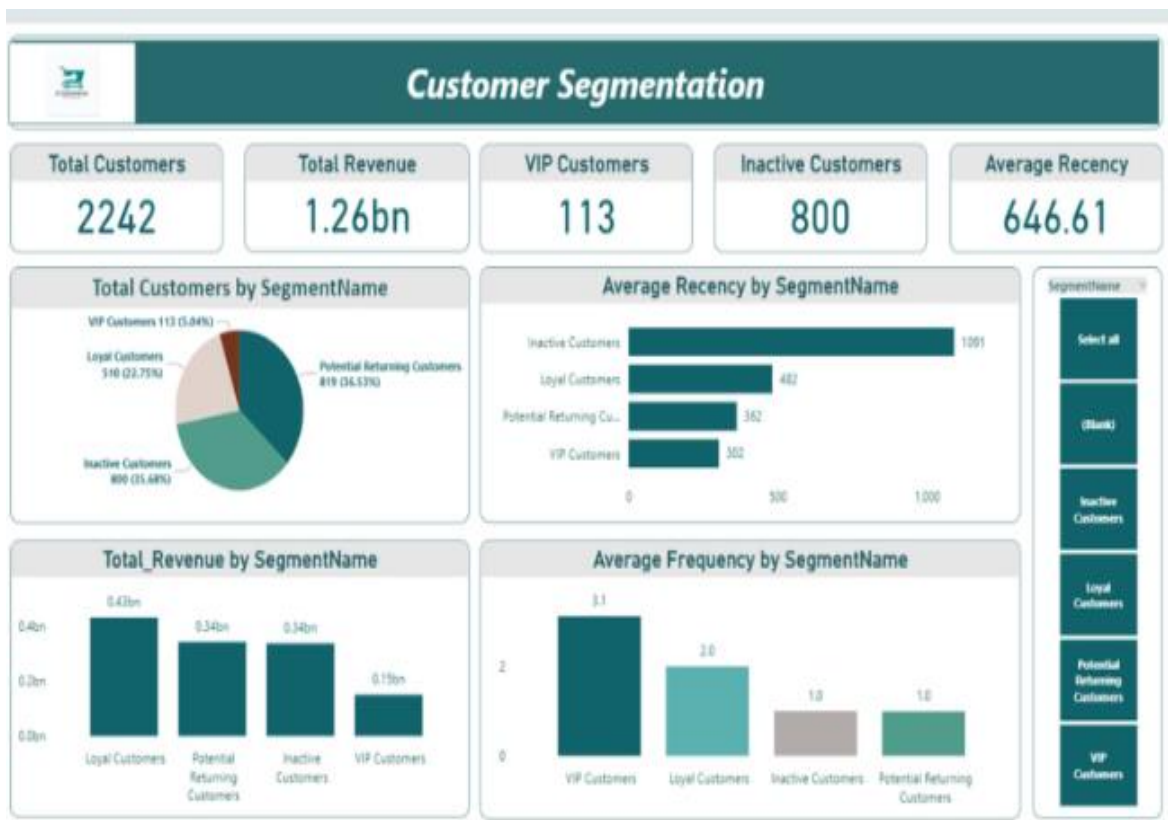 Customer Segmentation
Total Customers
2242
Total Revenue
1.26bn
VIP Customers
113
Inactive Customers
800
Average Recency
646.61
Total Customers by SegmentName
VIP Customers 113 (5.04%)
Loyal Customers
510 (22.75%)
Potential Returning Customers
819 (36.53%)
Inactive Customers
800 (35.68%)
Average Recency by SegmentName
Inactive Customers
1091
Loyal Customers
482
Potential Returning Cu...
362
VIP Customers
302
0
500
1,000
SegmentName
Select all
(Blank)
Inactive
Customers
Loyal
Customers
Potential
Returning
Customers
VIP
Customers
Total_Revenue by SegmentName
0.4bn
0.2bn
0.0bn
0.43bn
0.34bn
0.34bn
0.15bn
Loyal Customers
Potential
Returning
Customers
Inactive
Customers
VIP Customers
Average Frequency by SegmentName
2
0
3.1
2.0
1.0
1.0
VIP Customers
Loyal Customers
Inactive Customers
Potential Returning
Customers